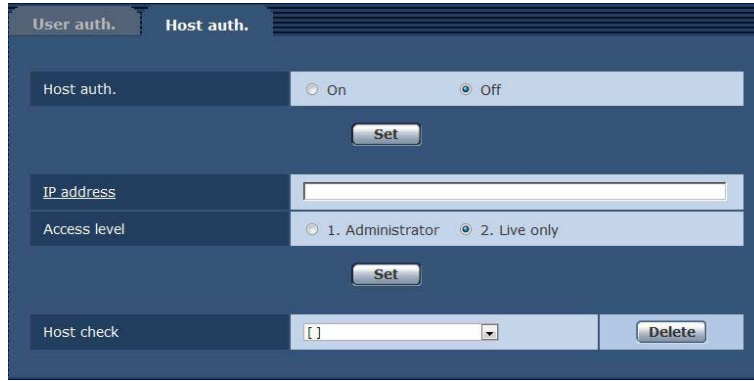 User auth. Host auth.
Host auth. On Off
Set
IP address
Access level 1. Administrator 2. Live only
Set
Host check [ ] Delete